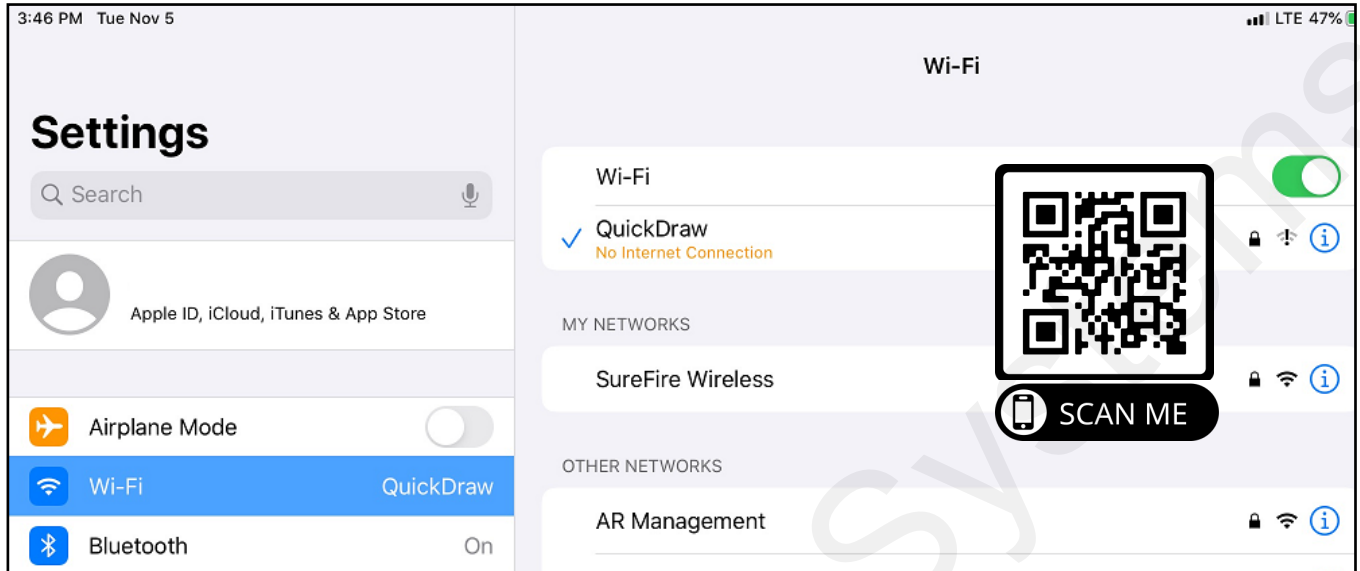 3:46 PM Tue Nov 5
LTE 47%
Settings
Search
Apple ID, iCloud, iTunes & App Store
Airplane Mode
Wi-Fi QuickDraw
Bluetooth On
Wi-Fi
Wi-Fi
QuickDraw
No Internet Connection
MY NETWORKS
SureFire Wireless
SCAN ME
OTHER NETWORKS
AR Management
Systems